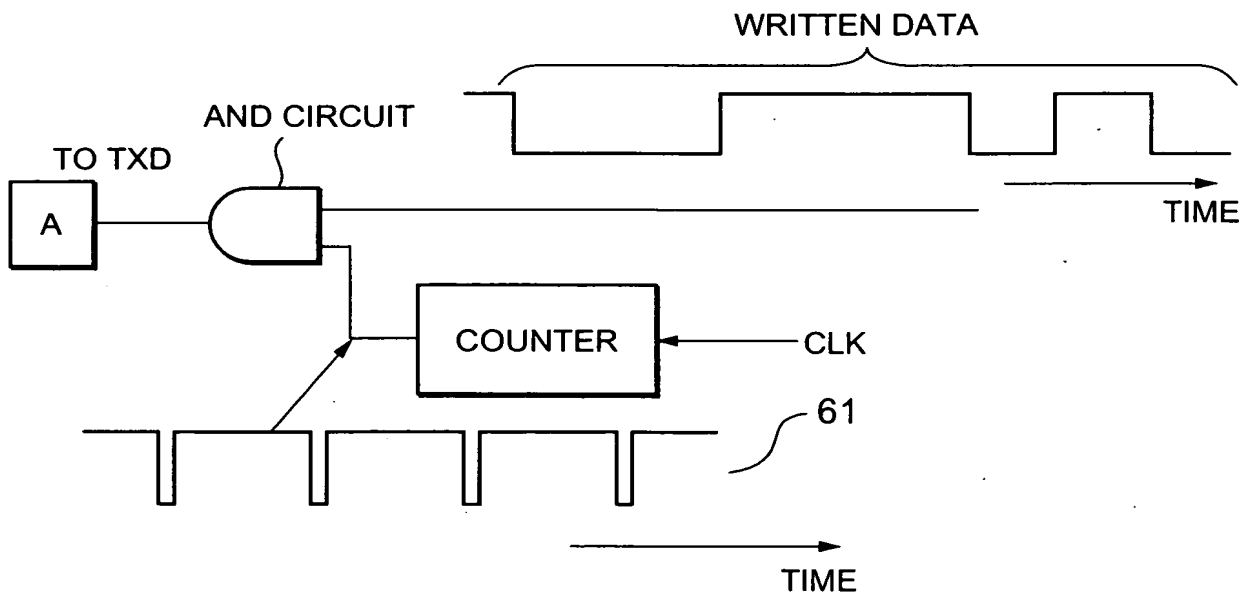 WRITTEN DATA
AND CIRCUIT
TO TXD
A
TIME
COUNTER
CLK
61
TIME